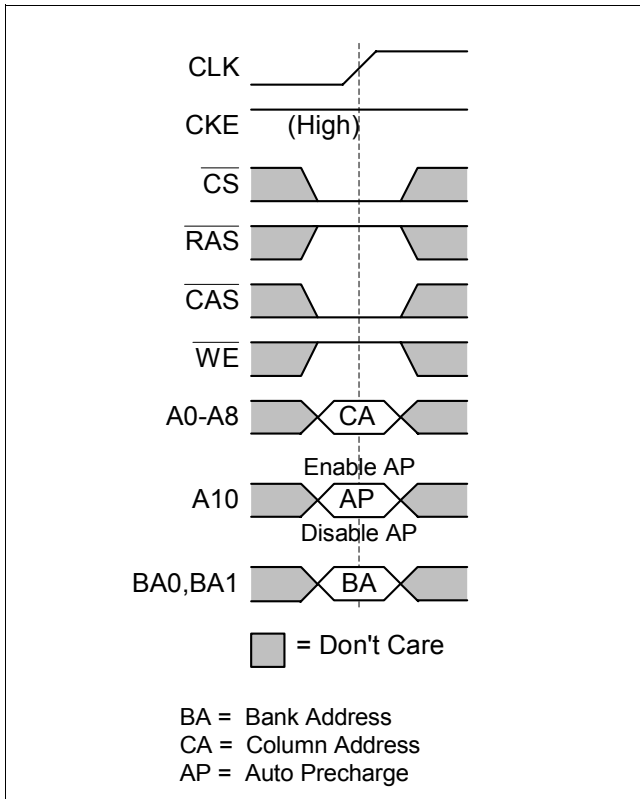 CLK
CKE (High)
CS
RAS
CAS
WE
A0-A8 CA
Enable AP
A10 AP
Disable AP
BA0,BA1 BA
= Don't Care
BA = Bank Address
CA = Column Address
AP = Auto Precharge